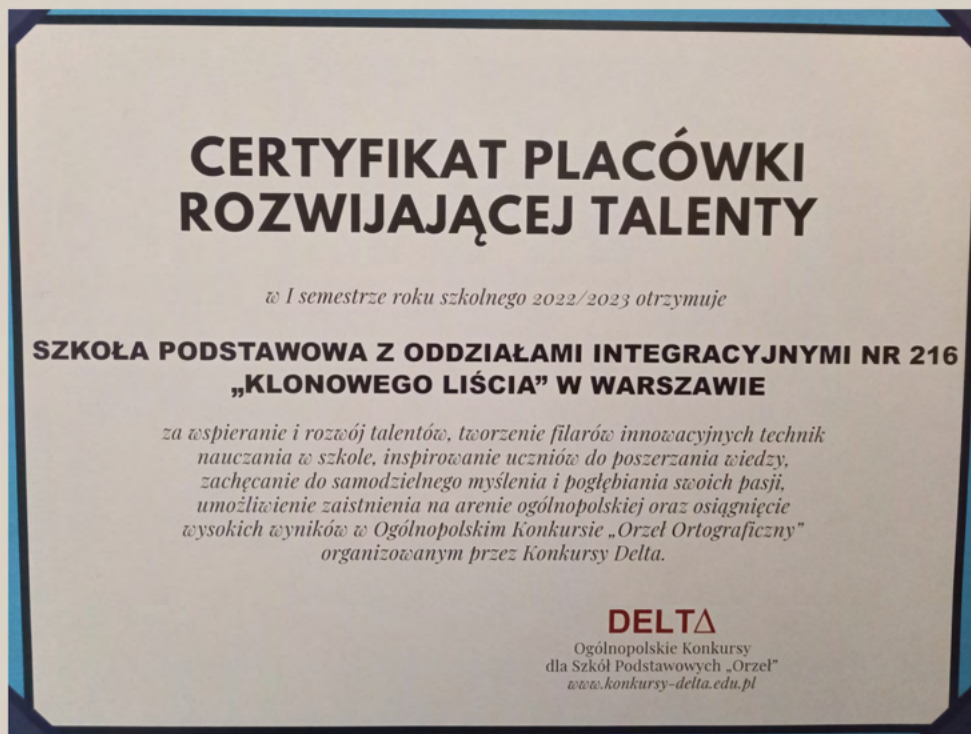 CERTYFIKAT PLACÓWKI
ROZWIJAJĄCEJ TALENTY
w I semestrze roku szkolnego 2022/2023 otrzymuje
SZKOŁA PODSTAWOWA Z ODDZIAŁAMI INTEGRACYJNYMI NR 216
„KLONOWEGO LIŚCIA” W WARSZAWIE
za wspieranie i rozwój talentów, tworzenie filarów innowacyjnych technik
nauczania w szkole, inspirowanie uczniów do poszerzania wiedzy,
zachęcanie do samodzielnego myślenia i pogłębiania swoich pasji,
umożliwienie zaistnienia na arenie ogólnopolskiej oraz osiągnięcie
wysokich wyników w Ogólnopolskim Konkursie „Orzeł Ortograficzny”
organizowanym przez Konkursy Delta.
DELTΔ
Ogólnopolskie Konkursy
dla Szkół Podstawowych „Orzeł”
www.konkursy-delta.edu.pl